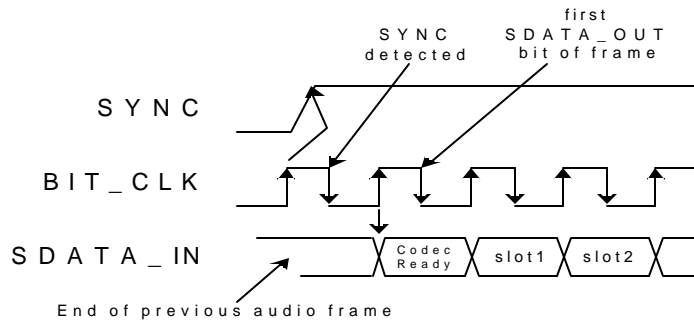 SYNC
detected
first
SDATA_OUT
bit of frame
SYNC
BIT_CLK
SDATA_IN
Codec
Ready
slot1
slot2
End of previous audio frame